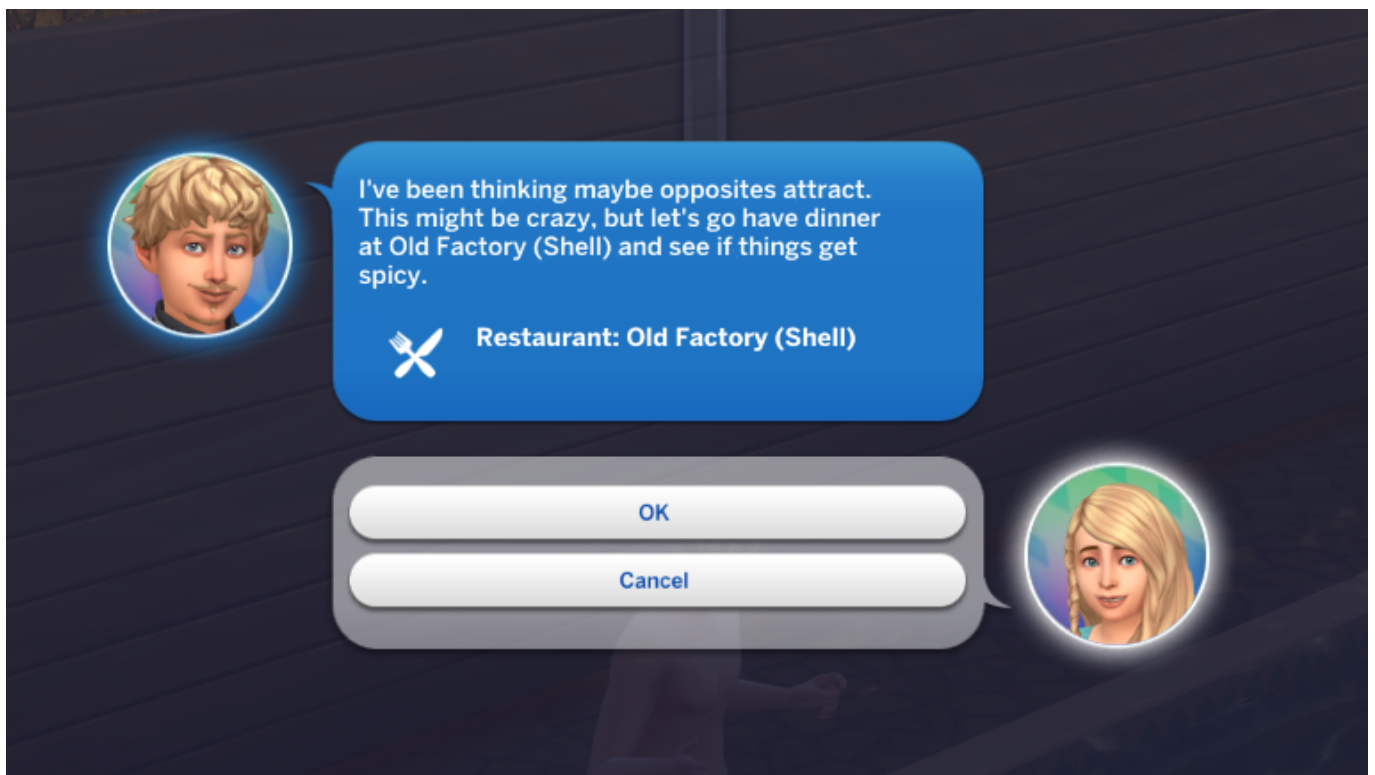 I've been thinking maybe opposites attract.
This might be crazy, but let's go have dinner
at Old Factory (Shell) and see if things get
spicy.
Restaurant: Old Factory (Shell)
OK
Cancel